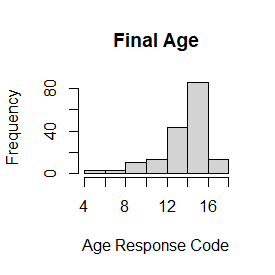 Final Age
Frequency
80
40
0
4 8 12 16
Age Response Code